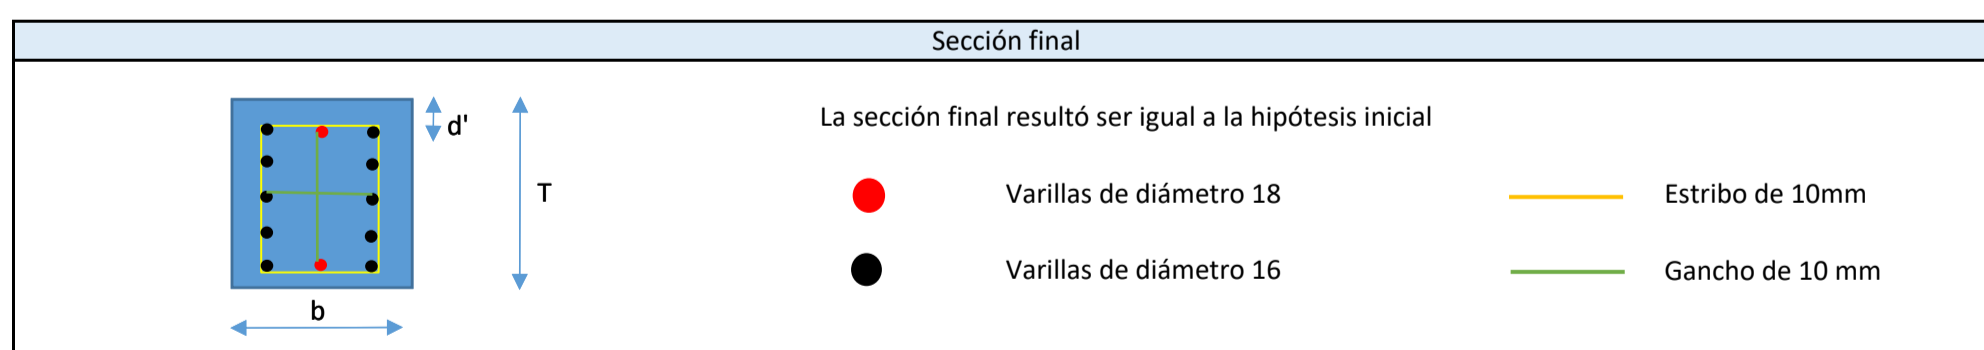 Sección final
La sección final resultó ser igual a la hipótesis inicial
d'
T
b
Varillas de diámetro 18
Estribo de 10mm
Varillas de diámetro 16
Gancho de 10 mm